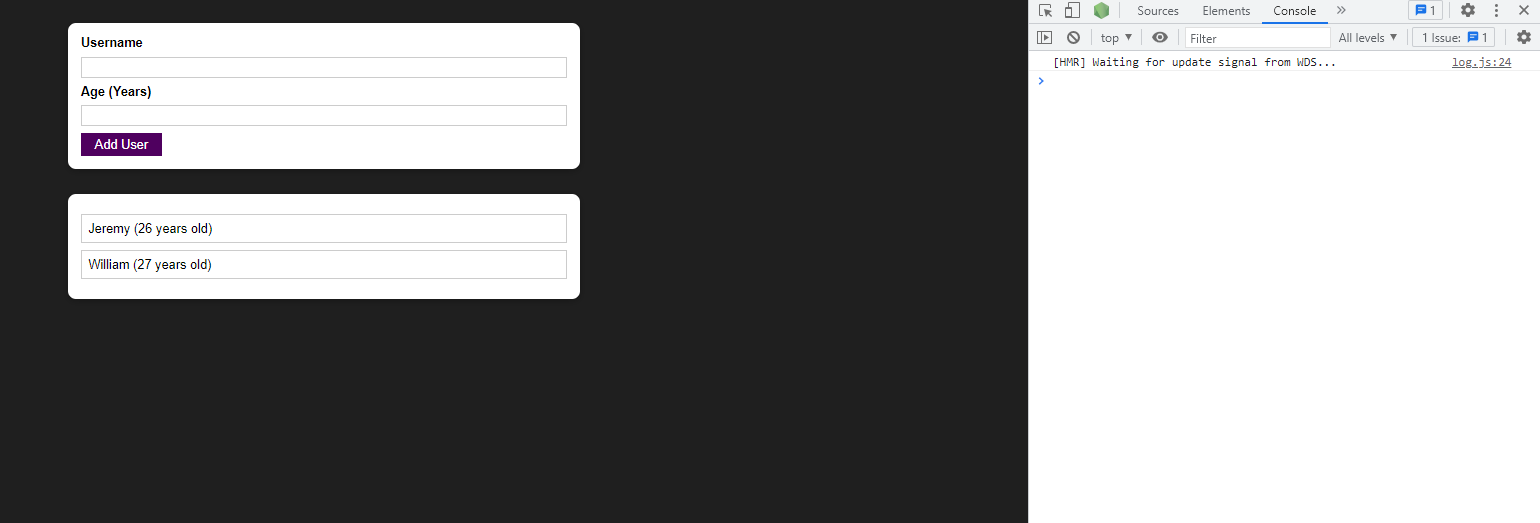 Username
Age (Years)
Add User
Jeremy (26 years old)
William (27 years old)
Sources Elements Console » 1
top ▼ Filter All levels ▼ 1 Issue: 1
[HMR] Waiting for update signal from WDS... log.js:24
>